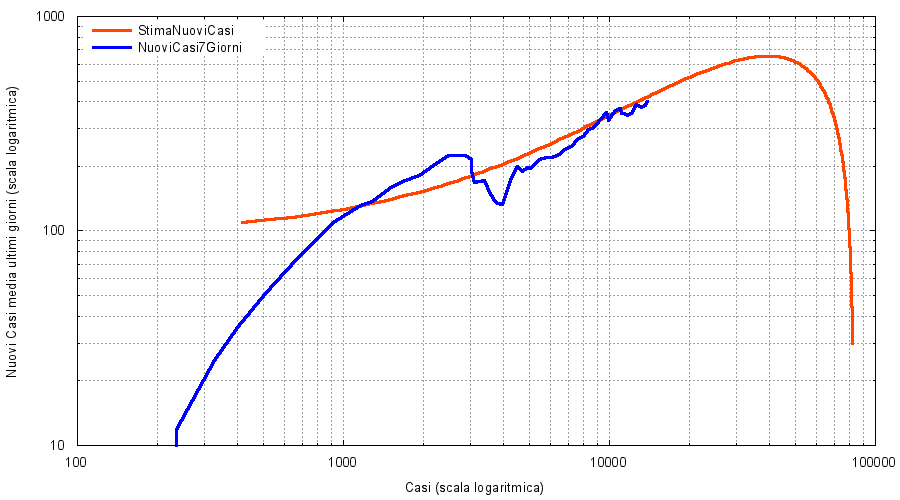 1000
StimaNuoviCasi
NuoviCasi7Giorni
100
10
Nuovi Casi media ultimi giorni (scala logaritmica)
100
1000
10000
100000
Casi (scala logaritmica)